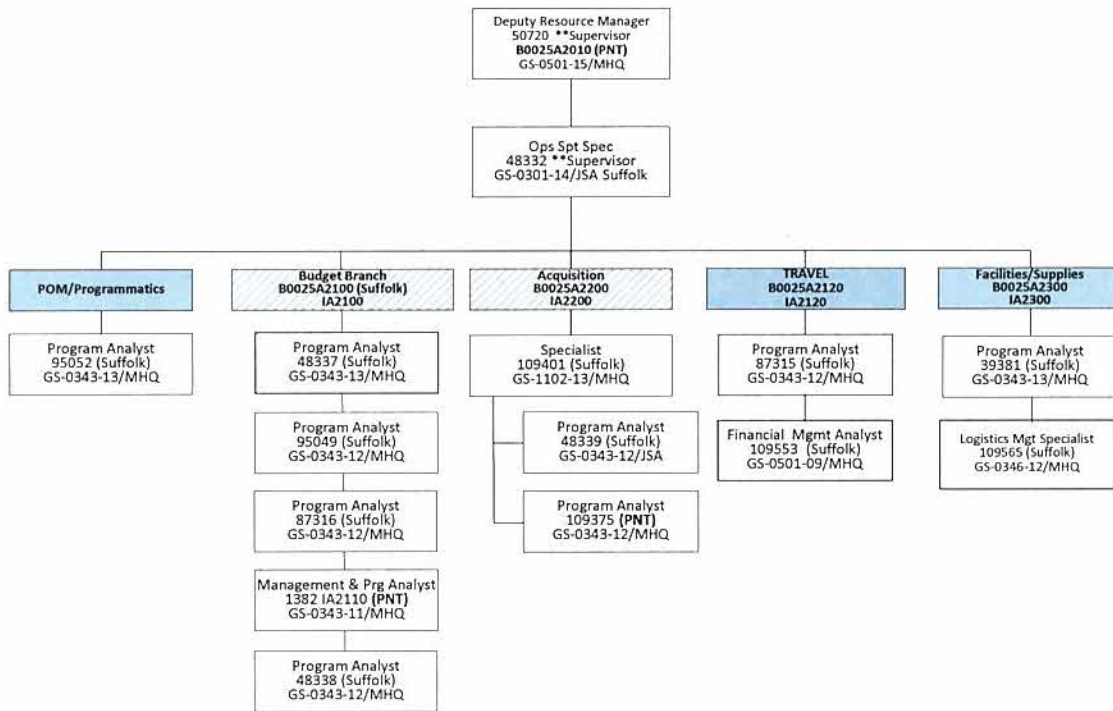 Deputy Resource Manager
50720 **Supervisor
B0025A2010 (PNT)
GS-0501-15/MHQ
Ops Spt Spec
48332 **Supervisor
GS-0301-14/JSA Suffolk
POM/Programmatics
Program Analyst
95052 (Suffolk)
GS-0343-13/MHQ
Budget Branch
B0025A2100 (Suffolk)
IA2100
Program Analyst
48337 (Suffolk)
GS-0343-13/MHQ
Program Analyst
95049 (Suffolk)
GS-0343-12/MHQ
Program Analyst
87316 (Suffolk)
GS-0343-12/MHQ
Management & Prg Analyst
1382 IA2110 (PNT)
GS-0343-11/MHQ
Program Analyst
48338 (Suffolk)
GS-0343-12/MHQ
Acquisition
B0025A2200
IA2200
Specialist
109401 (Suffolk)
GS-1102-13/MHQ
Program Analyst
48339 (Suffolk)
GS-0343-12/JSA
Program Analyst
109375 (PNT)
GS-0343-12/MHQ
TRAVEL
B0025A2120
IA2120
Program Analyst
87315 (Suffolk)
GS-0343-12/MHQ
Financial Mgmt Analyst
109553 (Suffolk)
GS-0501-09/MHQ
Facilities/Supplies
B0025A2300
IA2300
Program Analyst
39381 (Suffolk)
GS-0343-13/MHQ
Logistics Mgt Specialist
109565 (Suffolk)
GS-0346-12/MHQ